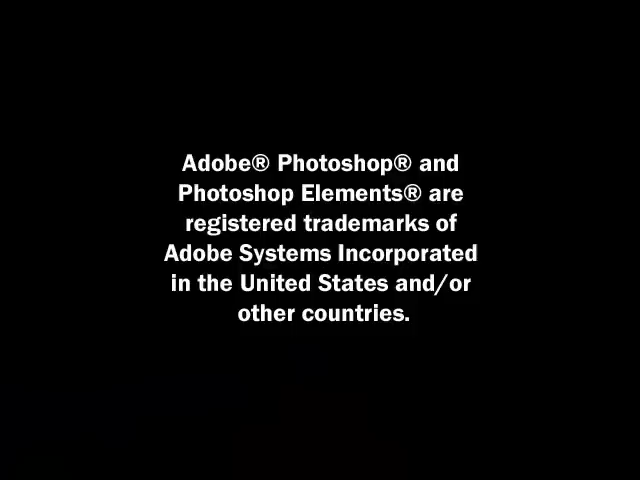 Adobe® Photoshop® and
Photoshop Elements® are
registered trademarks of
Adobe Systems Incorporated
in the United States and/or
other countries.